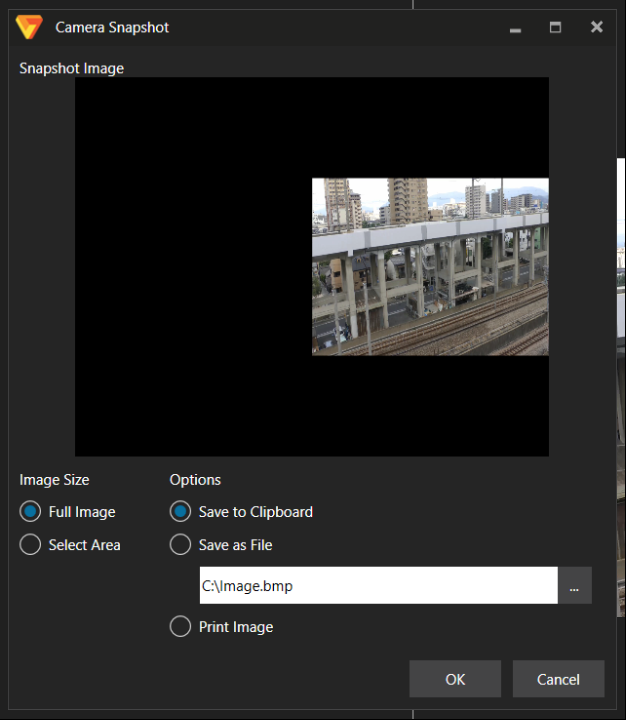 Camera Snapshot
Snapshot Image
Image Size
Options
Full Image
Save to Clipboard
Select Area
Save as File
C:\Image.bmp
...
Print Image
OK
Cancel